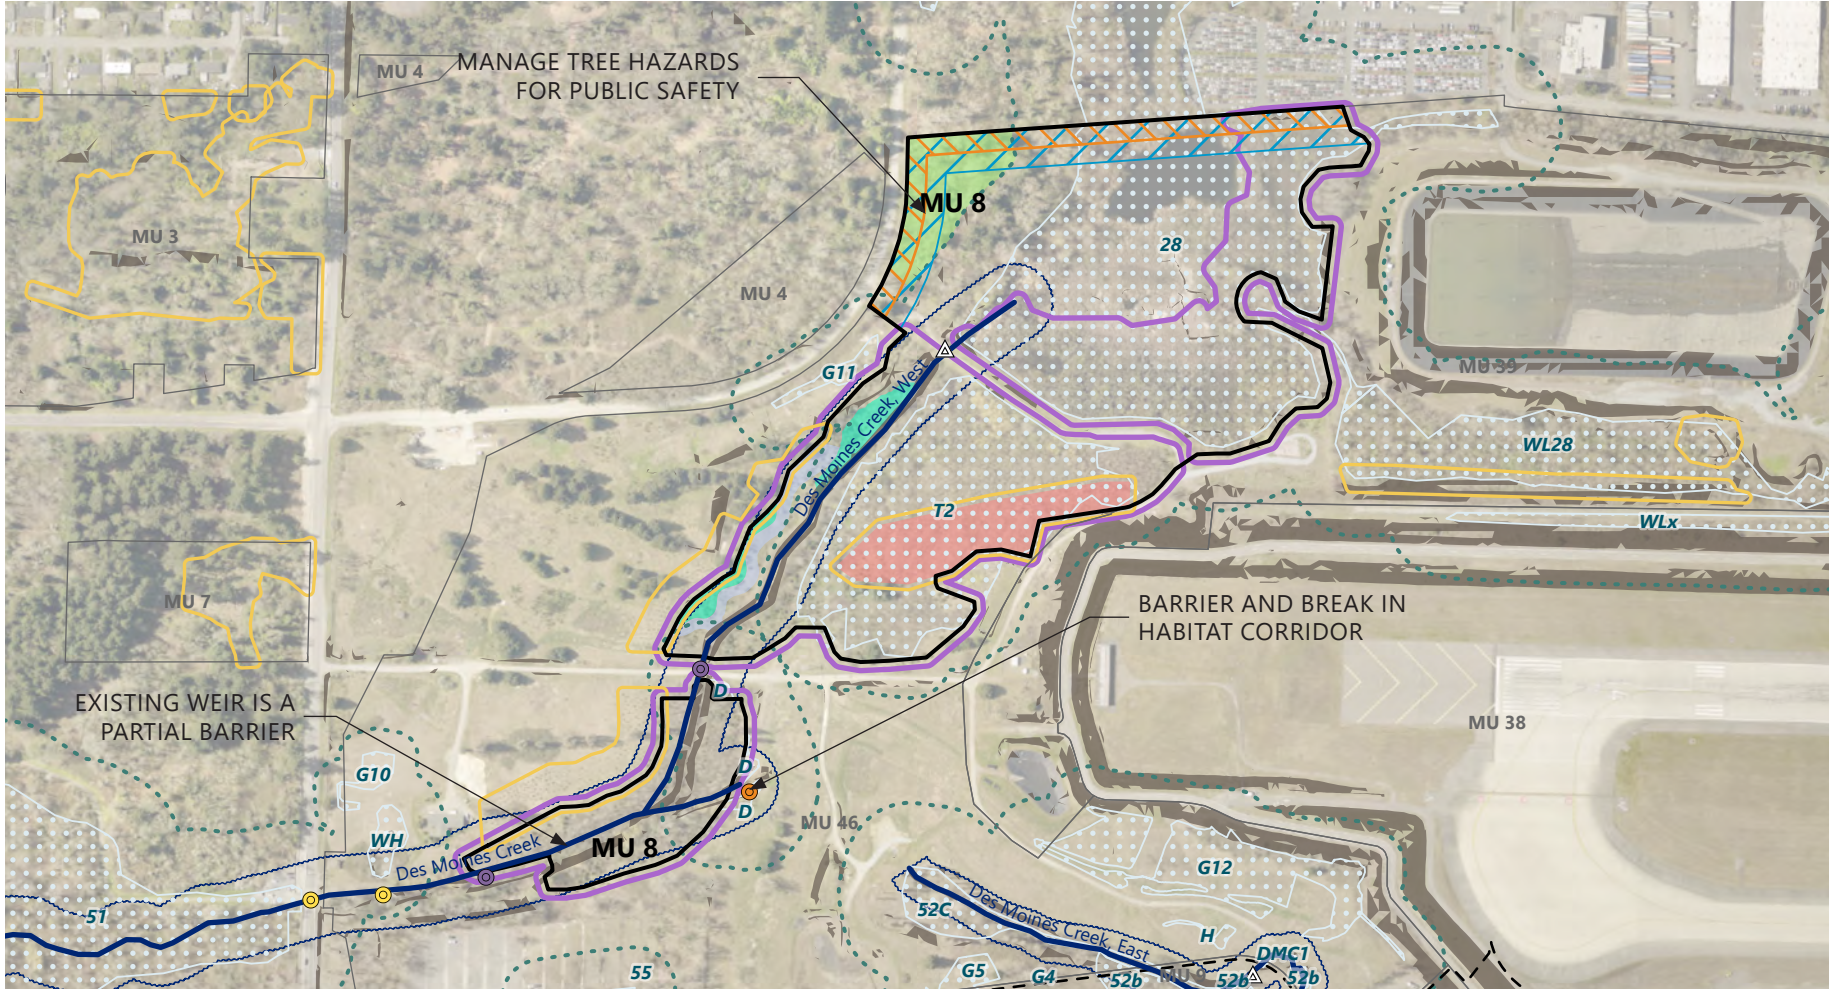 MANAGE TREE HAZARDS
FOR PUBLIC SAFETY
MU 4
MU 8
MU 3
28
MU 4
MU 39
G11
Des Moines Creek, West
WL28
T2
WLx
MU 7
BARRIER AND BREAK IN
HABITAT CORRIDOR
D
EXISTING WEIR IS A
PARTIAL BARRIER
MU 38
D
G10
D
MU 46
WH
MU 8
Des Moines Creek
G12
51
52C
Des Moines Creek, East
H
DMC1
55
G5
G4
52b
MU 9
52b
52b